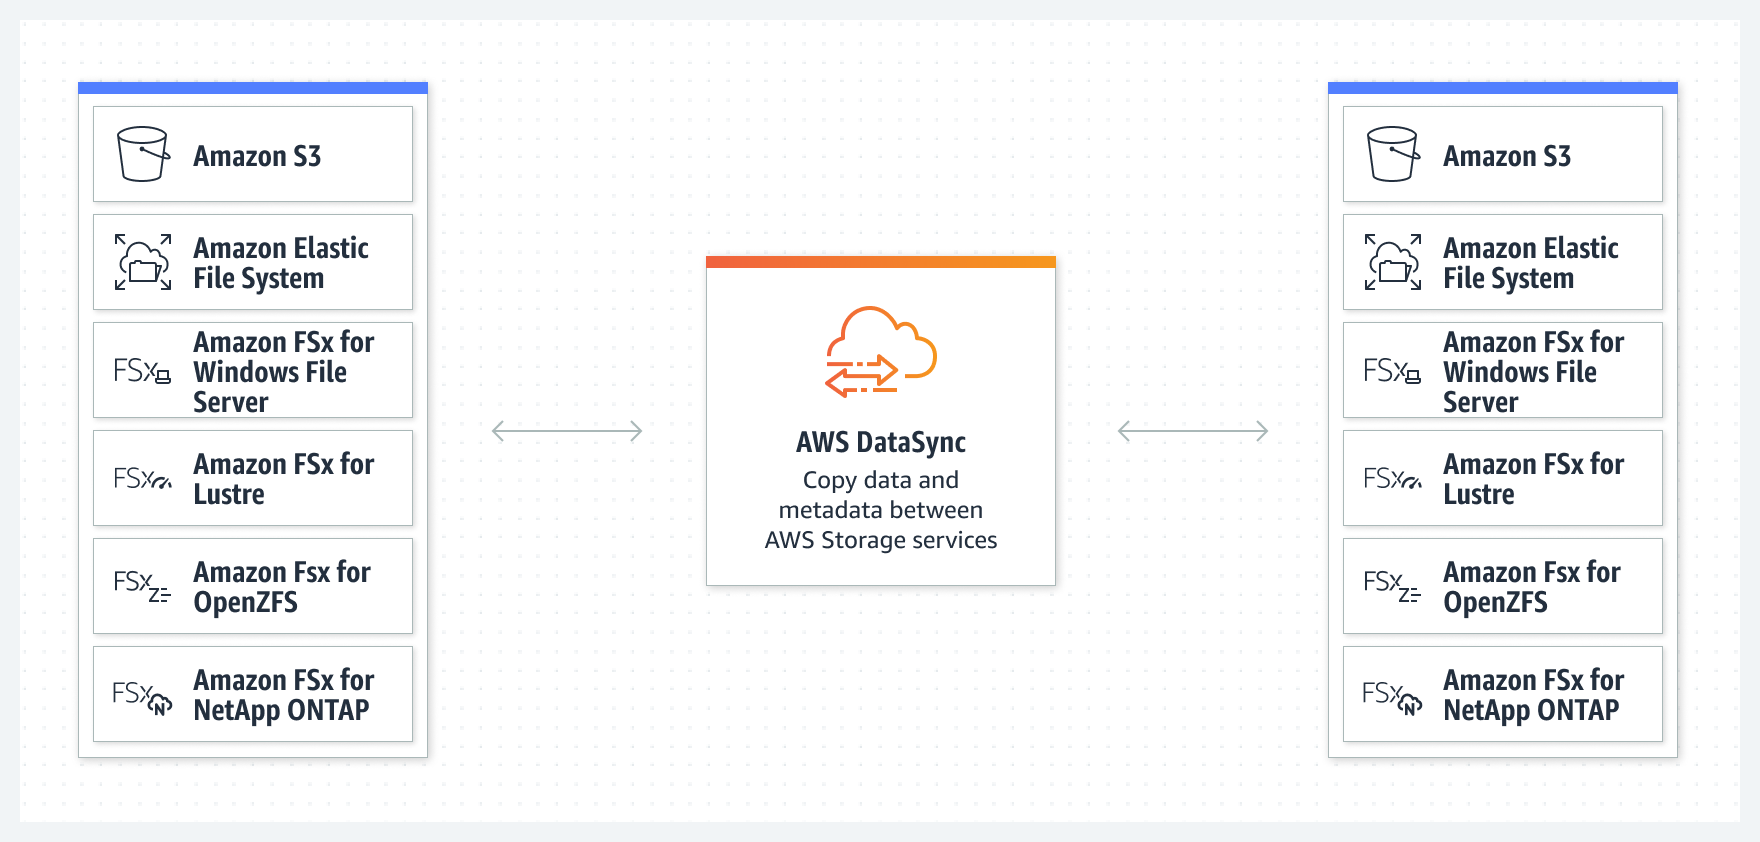 Amazon S3
Amazon Elastic
File System
FSx
Amazon FSx for
Windows File
Server
FSx
Amazon FSx for
Lustre
FSx
Z
Amazon Fsx for
OpenZFS
FSx
N
Amazon FSx for
NetApp ONTAP
AWS DataSync
Copy data and
metadata between
AWS Storage services
Amazon S3
Amazon Elastic
File System
FSx
Amazon FSx for
Windows File
Server
FSx
Amazon FSx for
Lustre
FSx
Z
Amazon Fsx for
OpenZFS
FSx
N
Amazon FSx for
NetApp ONTAP